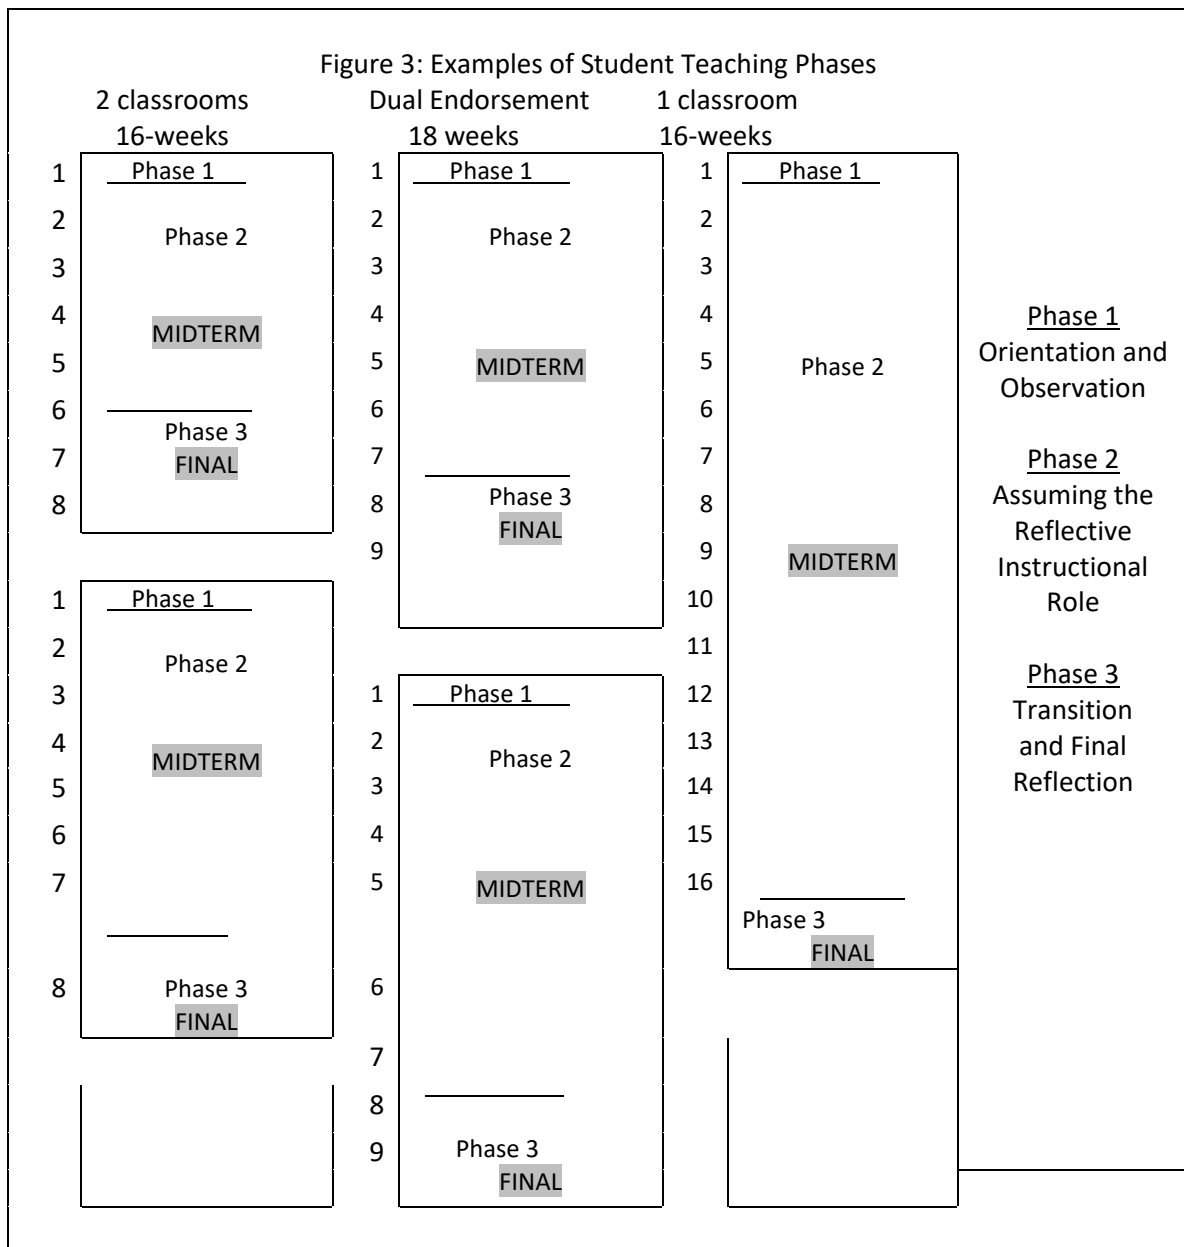 Figure 3: Examples of Student Teaching Phases
2 classrooms Dual Endorsement 1 classroom
16-weeks 18 weeks 16-weeks
1 Phase 1
2
Phase 2
3
4
MIDTERM
5
6
Phase 3
7
FINAL
8
1 Phase 1
2
Phase 2
3
4
MIDTERM
5
6
7
8 Phase 3
FINAL
1 Phase 1
2
Phase 2
3
4
5 MIDTERM
6
7
Phase 3
8
FINAL
9
1 Phase 1
2
Phase 2
3
4
5 MIDTERM
6
7
8
9 Phase 3
FINAL
1 Phase 1
2
3
4
5 Phase 2
6
7
8
9 MIDTERM
10
11
12
13
14
15
16
Phase 3
FINAL
Phase 1
Orientation and
Observation
Phase 2
Assuming the
Reflective
Instructional
Role
Phase 3
Transition
and Final
Reflection